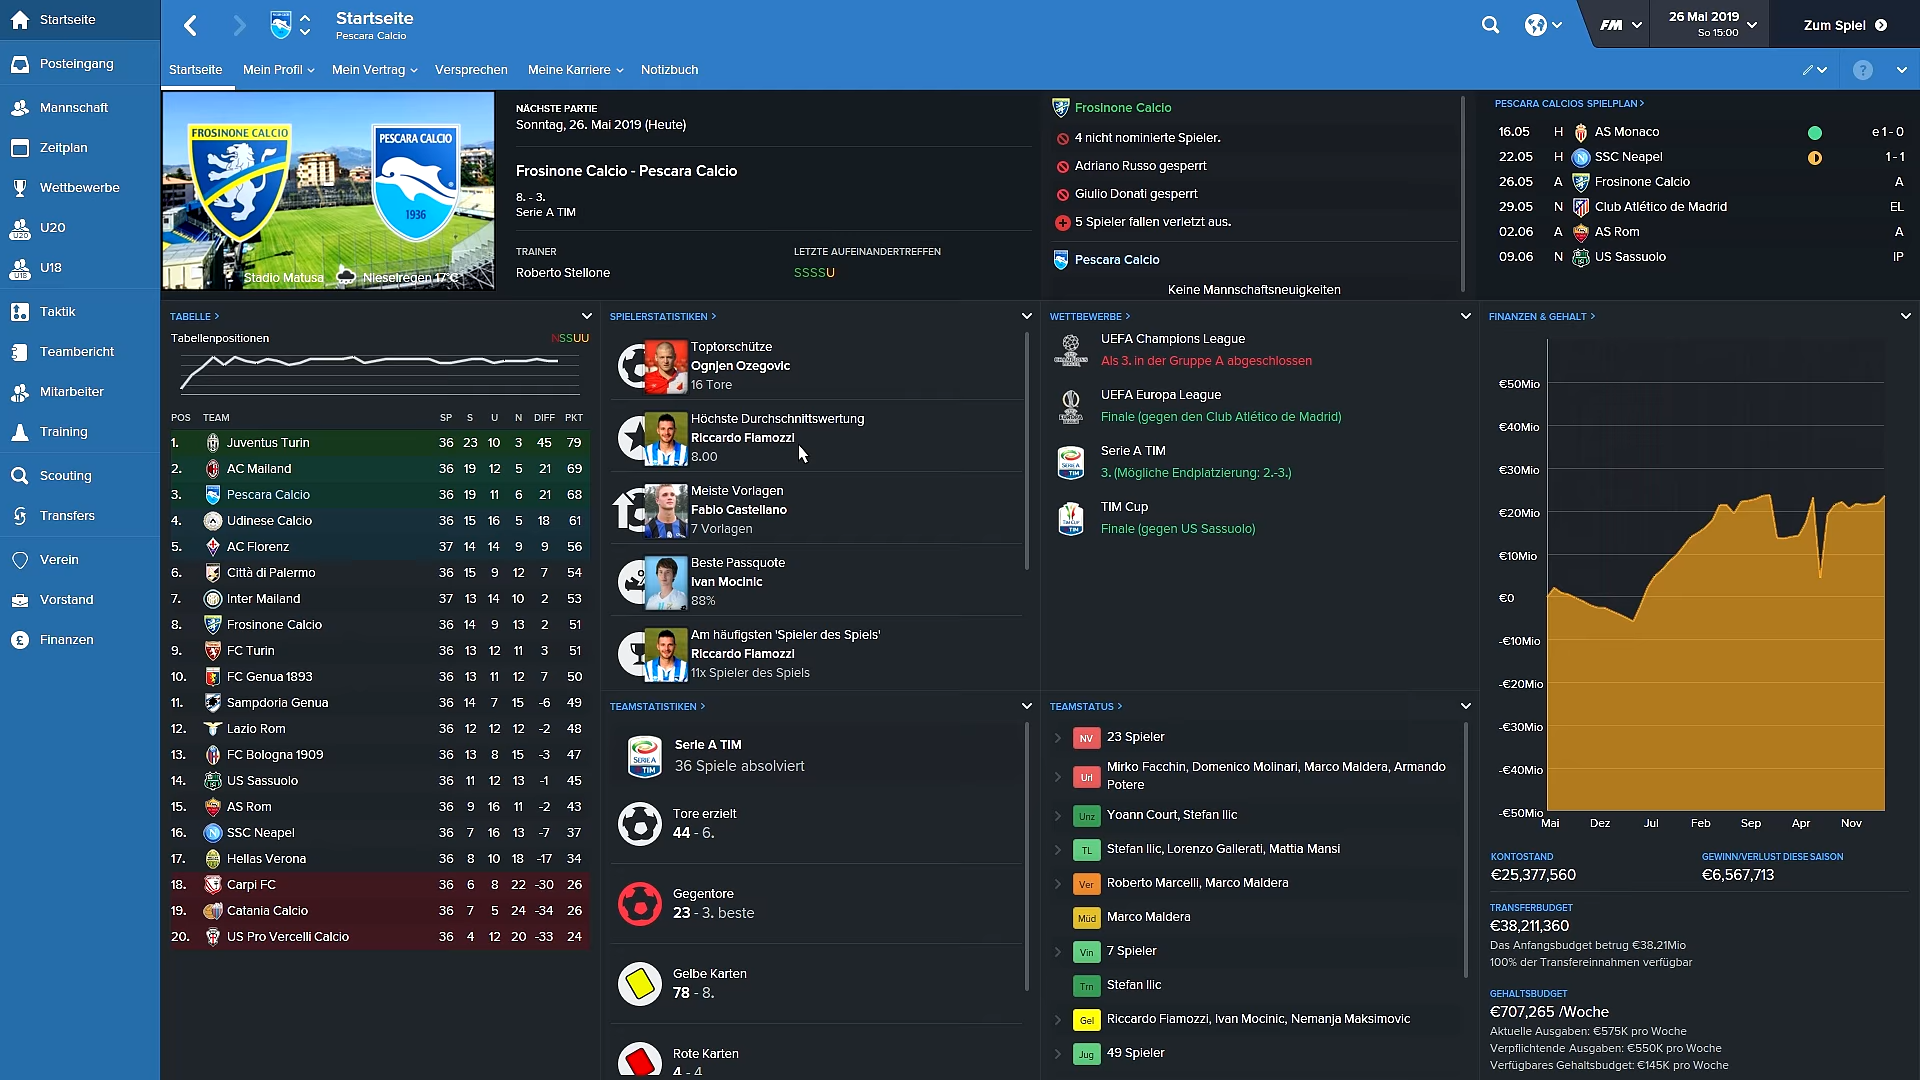 Startseite
Posteingang
Mannschaft
Zeitplan
Wettbewerbe
U20
U18
Taktik
Teambericht
Mitarbeiter
Training
Scouting
Transfers
Verein
Vorstand
Finanzen
Startseite
Pescara Calcio
FM
26 Mai 2019
So 15:00
Zum Spiel
Startseite Mein Profil Mein Vertrag Versprechen Meine Karriere Notizbuch
?
FROSINONE CALCIO
PESCARA CALCIO
1936
Stadio Matusa Nieselregen 17°C
NÄCHSTE PARTIE
Sonntag, 26. Mai 2019 (Heute)
Frosinone Calcio - Pescara Calcio
8. - 3.
Serie A TIM
TRAINER
Roberto Stellone
LETZTE AUFEINANDERTREFFEN
SSSSU
Frosinone Calcio
4 nicht nominierte Spieler.
Adriano Russo gesperrt
Giulio Donati gesperrt
5 Spieler fallen verletzt aus.
Pescara Calcio
Keine Mannschaftsneuigkeiten
PESCARA CALCIOS SPIELPLAN >
16.05 H AS Monaco e 1 - 0
22.05 H SSC Neapel 1 - 1
26.05 A Frosinone Calcio A
29.05 N Club Atlético de Madrid EL
02.06 A AS Rom A
09.06 N US Sassuolo IP
TABELLE >
Tabellenpositionen NSSUU
POS TEAM SP S U N DIFF PKT
1. Juventus Turin 36 23 10 3 45 79
2. AC Mailand 36 19 12 5 21 69
3. Pescara Calcio 36 19 11 6 21 68
4. Udinese Calcio 36 15 16 5 18 61
5. AC Florenz 37 14 14 9 9 56
6. Città di Palermo 36 15 9 12 7 54
7. Inter Mailand 37 13 14 10 2 53
8. Frosinone Calcio 36 14 9 13 2 51
9. FC Turin 36 13 12 11 3 51
10. FC Genua 1893 36 13 11 12 7 50
11. Sampdoria Genua 36 14 7 15 -6 49
12. Lazio Rom 36 12 12 12 -2 48
13. FC Bologna 1909 36 13 8 15 -3 47
14. US Sassuolo 36 11 12 13 -1 45
15. AS Rom 36 9 16 11 -2 43
16. SSC Neapel 36 7 16 13 -7 37
17. Hellas Verona 36 8 10 18 -17 34
18. Carpi FC 36 6 8 22 -30 26
19. Catania Calcio 36 7 5 24 -34 26
20. US Pro Vercelli Calcio 36 4 12 20 -33 24
SPIELERSTATISTIKEN >
Toptorschütze
Ognjen Ozegovic
16 Tore
Höchste Durchschnittswertung
Riccardo Fiamozzi
8.00
Meiste Vorlagen
Fabio Castellano
7 Vorlagen
Beste Passquote
Ivan Mocinic
88%
Am häufigsten 'Spieler des Spiels'
Riccardo Fiamozzi
11x Spieler des Spiels
TEAMSTATISTIKEN >
Serie A TIM
36 Spiele absolviert
Tore erzielt
44 - 6.
Gegentore
23 - 3. beste
Gelbe Karten
78 - 8.
Rote Karten
4 - 4
WETTBEWERBE >
UEFA Champions League
Als 3. in der Gruppe A abgeschlossen
UEFA Europa League
Finale (gegen den Club Atlético de Madrid)
Serie A TIM
3. (Mögliche Endplatzierung: 2.-3.)
TIM Cup
Finale (gegen US Sassuolo)
TEAMSTATUS >
NV 23 Spieler
Url Mirko Facchin, Domenico Molinari, Marco Maldera, Armando
Potere
Unz Yoann Court, Stefan Ilic
TL Stefan Ilic, Lorenzo Gallerati, Mattia Mansi
Ver Roberto Marcelli, Marco Maldera
Müd Marco Maldera
Vin 7 Spieler
Trn Stefan Ilic
Gel Riccardo Fiamozzi, Ivan Mocinic, Nemanja Maksimovic
Jug 49 Spieler
FINANZEN & GEHALT >
€50Mio
€40Mio
€30Mio
€20Mio
€10Mio
€0
-€10Mio
-€20Mio
-€30Mio
-€40Mio
-€50Mio
Mai Dez Jul Feb Sep Apr Nov
KONTOSTAND
€25,377,560
GEWINN/VERLUST DIESE SAISON
€6,567,713
TRANSFERBUDGET
€38,211,360
Das Anfangsbudget betrug €38.21Mio
100% der Transfereinnahmen verfügbar
GEHALTSBUDGET
€707,265 /Woche
Aktuelle Ausgaben: €575K pro Woche
Verpflichtende Ausgaben: €550K pro Woche
Verfügbares Gehaltsbudget: €145K pro Woche